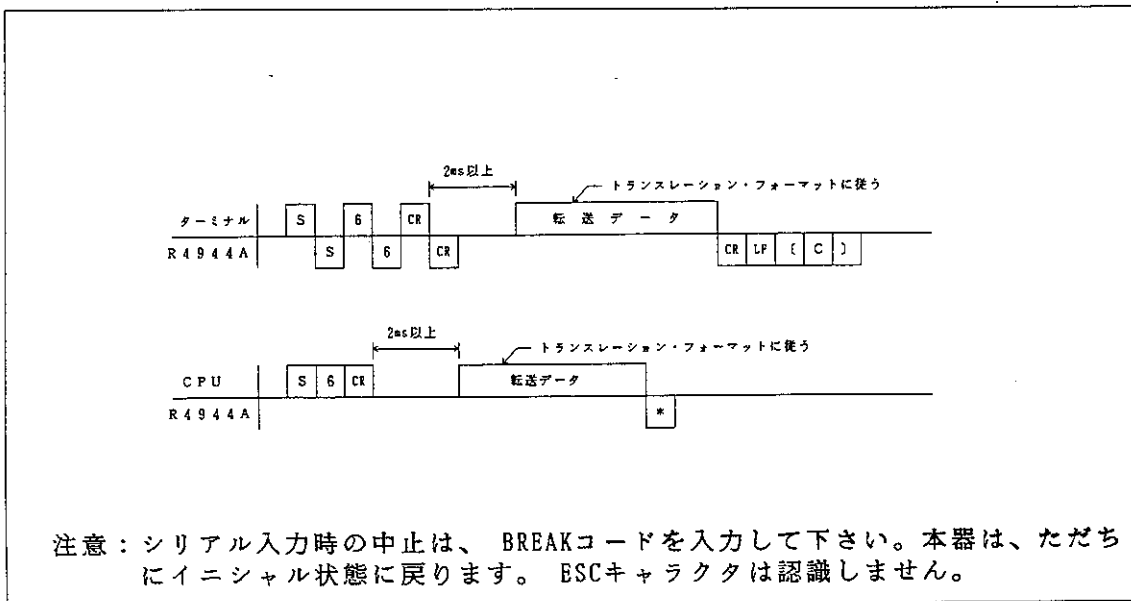 2ms以上
トランスレーション・フォーマットに従う
ターミナル S 6 CR 転送データ
R4944A S 6 CR CR LF ( C )
2ms以上
トランスレーション・フォーマットに従う
CPU S 6 CR 転送データ
R4944A *
注意:シリアル入力時の中止は、 BREAKコードを入力して下さい。本器は、ただち
にイニシャル状態に戻ります。 ESCキャラクタは認識しません。